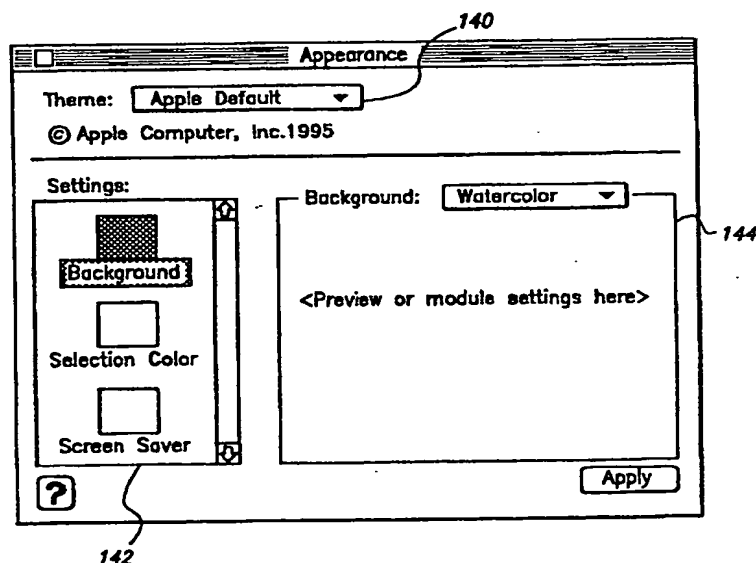 140
Appearance
Theme: Apple Default
© Apple Computer, Inc.1995
Settings:
Background
Selection Color
Screen Saver
Background: Watercolor
144
<Preview or module settings here>
?
Apply
142